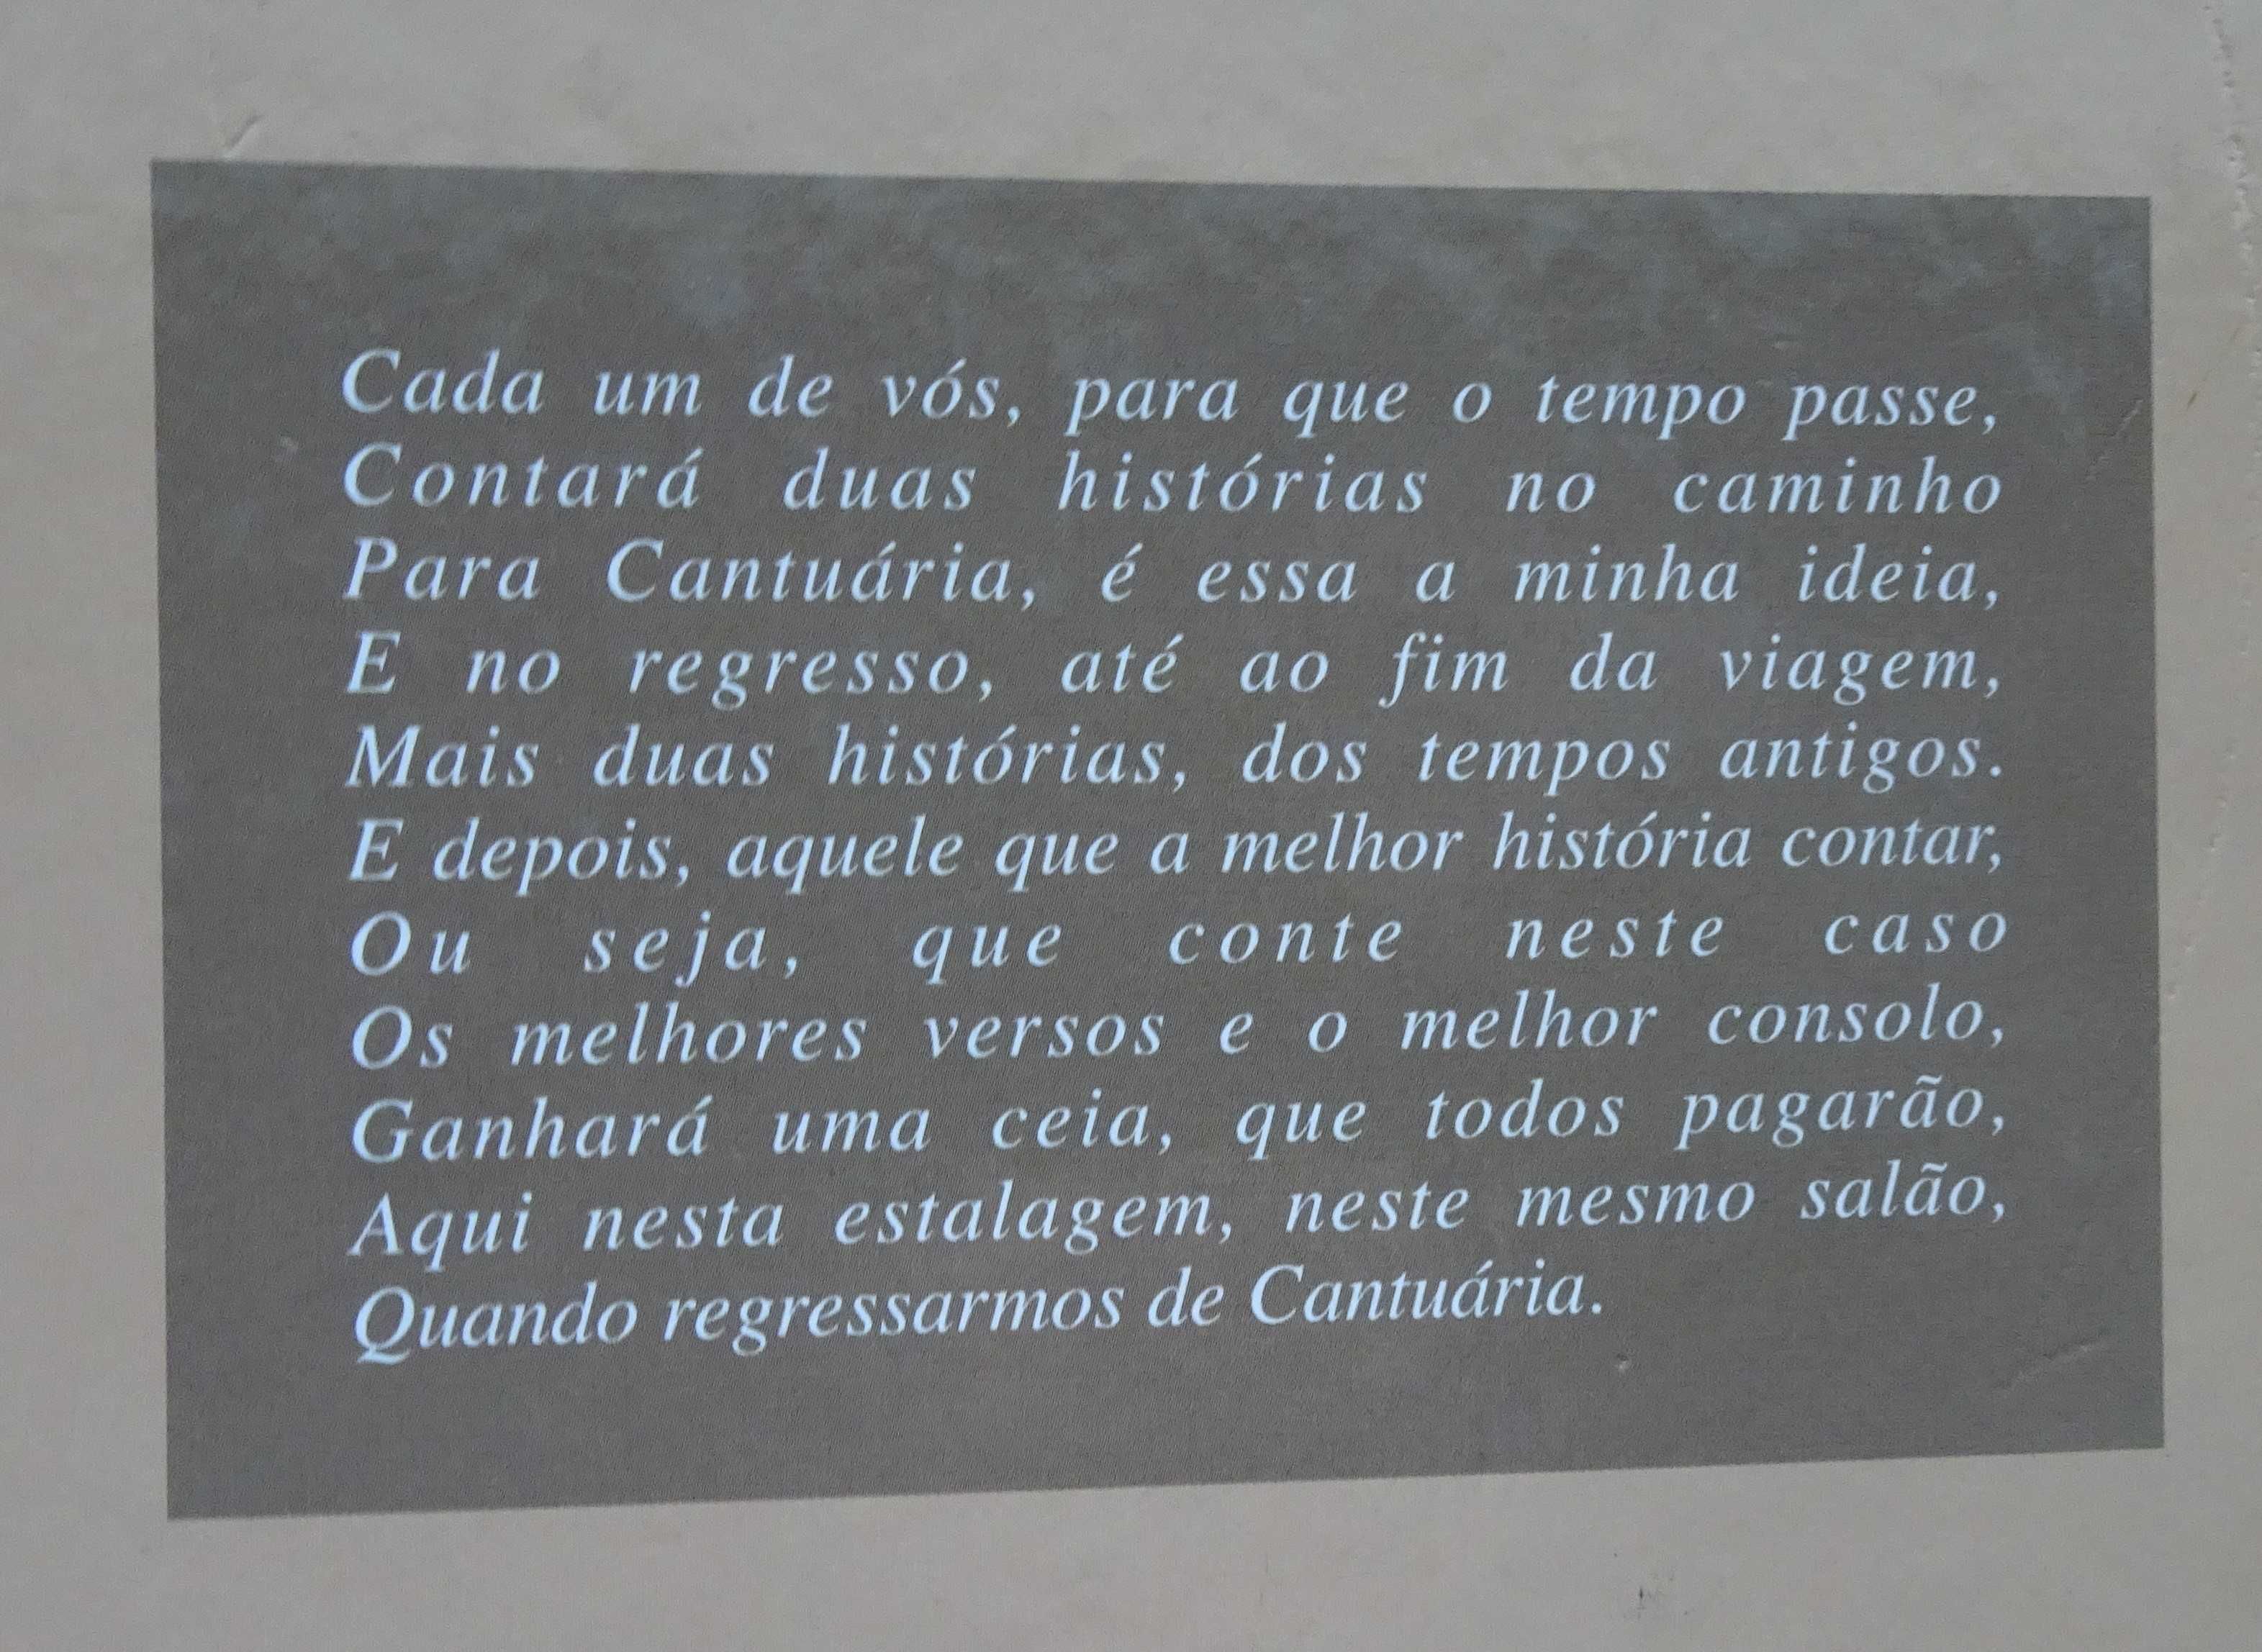 Cada um de vós, para que o tempo passe,
Contará duas histórias no caminho
Para Cantuária, é essa a minha ideia,
E no regresso, até ao fim da viagem,
Mais duas histórias, dos tempos antigos.
E depois, aquele que a melhor história contar,
Ou seja, que conte neste caso
Os melhores versos e o melhor consolo,
Ganhará uma ceia, que todos pagarão,
Aqui nesta estalagem, neste mesmo salão,
Quando regressarmos de Cantuária.